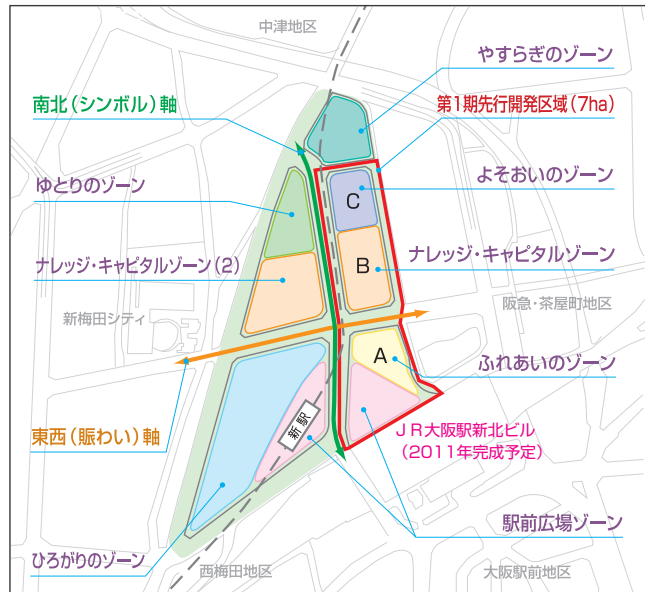 中津地区
やすらぎのゾーン
南北（シンボル）軸
第1期先行開発区域（7ha）
ゆとりのゾーン
よそおいのゾーン
C
ナレッジ・キャピタルゾーン（2）
B
ナレッジ・キャピタルゾーン
新梅田シティ
阪急・茶屋町地区
A
ふれあいのゾーン
新駅
東西（賑わい）軸
ＪＲ大阪駅新北ビル
（2011年完成予定）
駅前広場ゾーン
ひろがりのゾーン
西梅田地区
大阪駅前地区